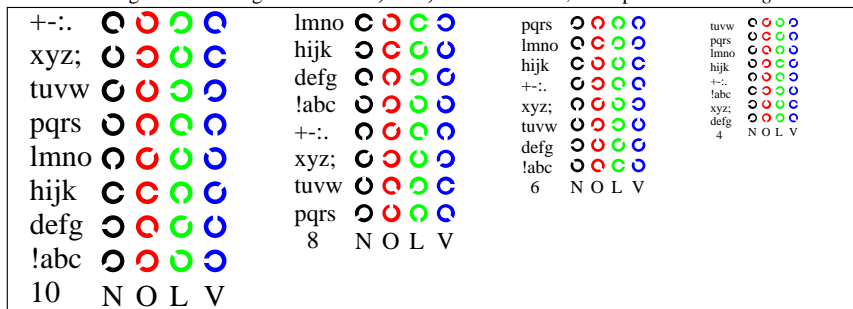 +-:.
xyz;
tuvw
pqrs
lmno
hijk
defg
!abc
10 N O L V
lmno
hijk
defg
!abc
+-:.
xyz;
tuvw
pqrs
8 N O L V
pqrs
lmno
hijk
+-:.
xyz;
tuvw
defg
!abc
6 N O L V
tuvw
pqrs
lmno
hijk
+-:.
!abc
xyz;
defg
4 N O L V